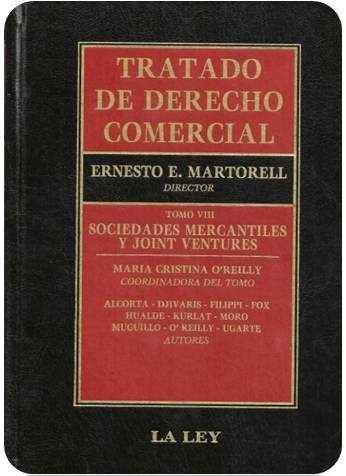 TRATADO
DE DERECHO
COMERCIAL
ERNESTO E. MARTORELL
DIRECTOR
TOMO VIII
SOCIEDADES MERCANTILES
Y JOINT VENTURES
MARIA CRISTINA O'REILLY
COORDINADORA DEL TOMO
ALCORTA - DJIVARIS - FILIPPI - FOX
HUALDE - KURLAT - MORO
MUGUILLO - O' REILLY - UGARTE
AUTORES
LA LEY